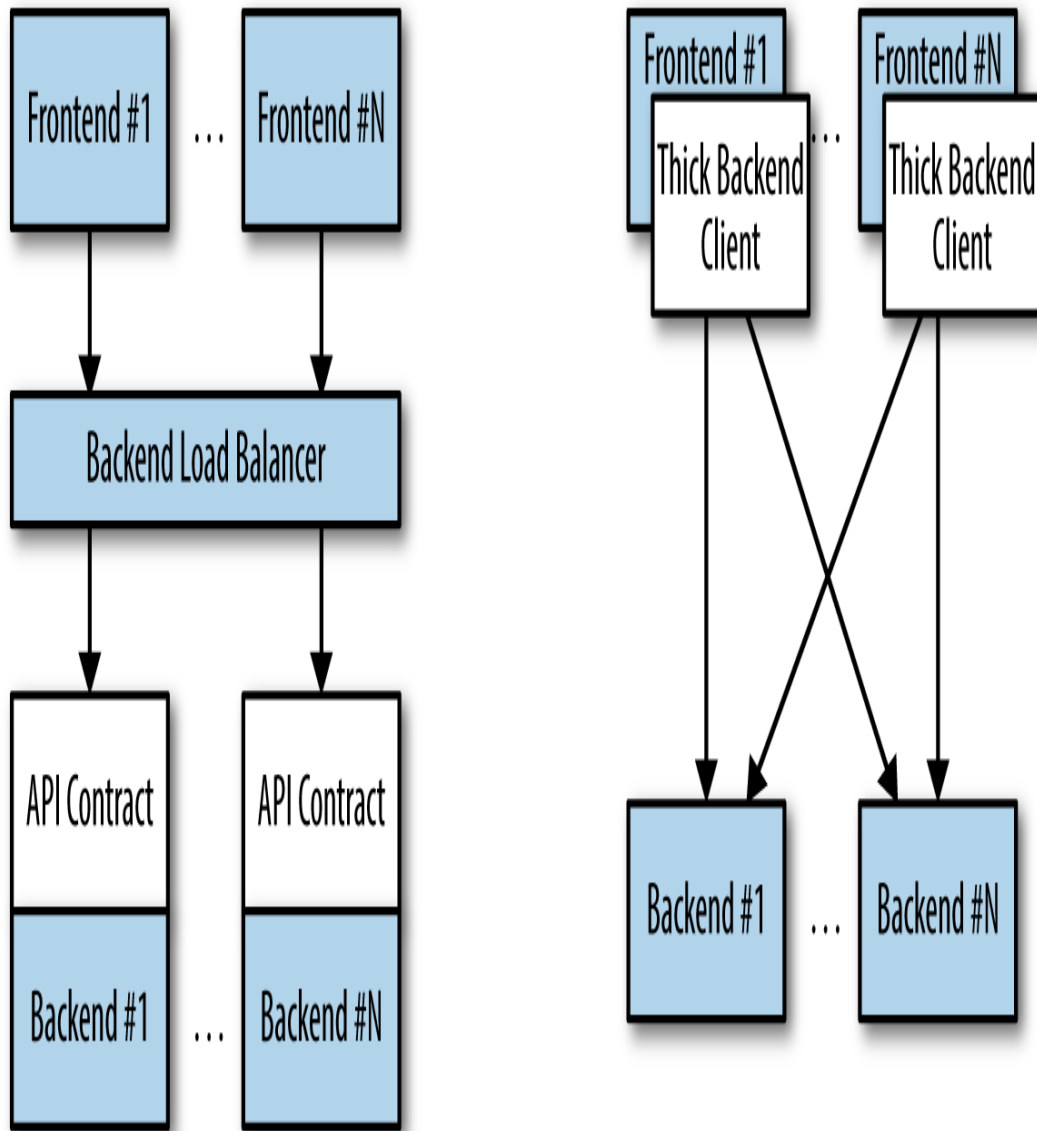 Frontend #1
...
Frontend #N
Backend Load Balancer
API Contract
API Contract
Backend #1
...
Backend #N
Frontend #1
...
Frontend #N
Thick Backend
Client
Thick Backend
Client
Backend #1
...
Backend #N